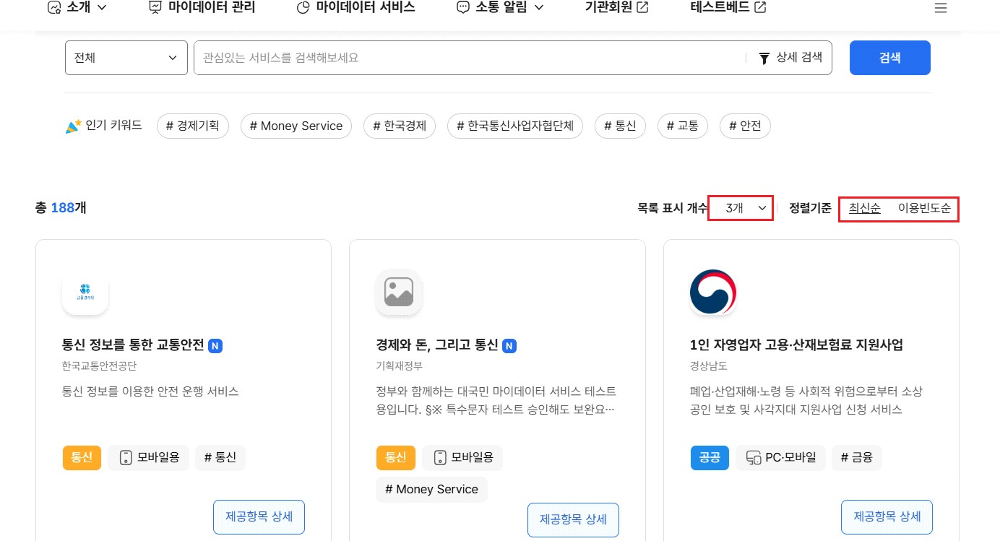 소개 마이데이터 관리 마이데이터 서비스 소통 알림 기관회원 테스트베드
전체 관심있는 서비스를 검색해보세요 상세 검색 검색
인기 키워드 # 경제기획 # Money Service # 한국경제 # 한국통신사업자협단체 # 통신 # 교통 # 안전
총 188개 목록 표시 개수 3개 정렬기준 최신순 이용빈도순
통신 정보를 통한 교통안전 N
한국교통안전공단
통신 정보를 이용한 안전 운행 서비스
통신 모바일용 # 통신
제공항목 상세
경제와 돈, 그리고 통신 N
기획재정부
정부와 함께하는 대국민 마이데이터 서비스 테스트
용입니다. §※ 특수문자 테스트 승인해도 보완요…
통신 모바일용
# Money Service
제공항목 상세
1인 자영업자 고용·산재보험료 지원사업
경상남도
폐업·산업재해·노령 등 사회적 위험으로부터 소상
공인 보호 및 사각지대 지원사업 신청 서비스
공공 PC·모바일 # 금융
제공항목 상세